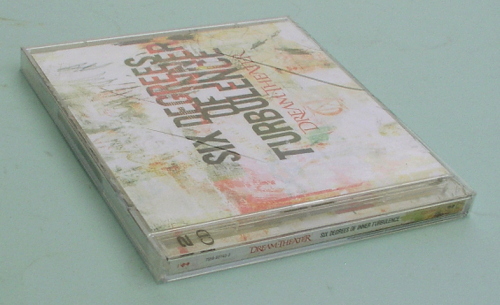 SIX DEGREES
OF INNER
TURBULENCE
DREAM THEATER
DREAM THEATER SIX DEGREES OF INNER TURBULENCE